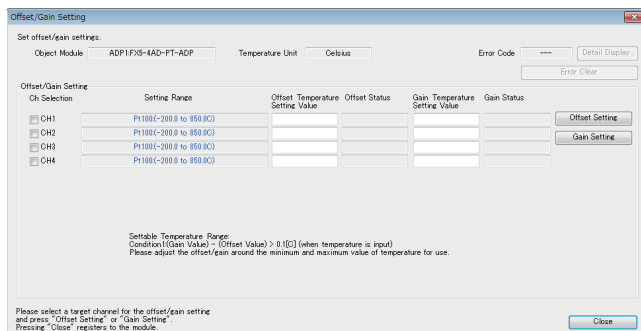 Offset/Gain Setting
Set offset/gain settings.
Object Module ADP1:FX5-4AD-PT-ADP Temperature Unit Celsius Error Code --- Detail Display...
Error Clear
Offset/Gain Setting
Ch Selection Setting Range Offset Temperature Setting Value Offset Status Gain Temperature Setting Value Gain Status
CH1 Pt100:(-200.0 to 850.0C) Offset Setting
CH2 Pt100:(-200.0 to 850.0C) Gain Setting
CH3 Pt100:(-200.0 to 850.0C)
CH4 Pt100:(-200.0 to 850.0C)
Settable Temperature Range:
Condition1:(Gain Value) - (Offset Value) > 0.1[C] (when temperature is input)
Please adjust the offset/gain around the minimum and maximum value of temperature for use.
Please select a target channel for the offset/gain setting
and press "Offset Setting" or "Gain Setting".
Pressing "Close" registers to the module.
Close